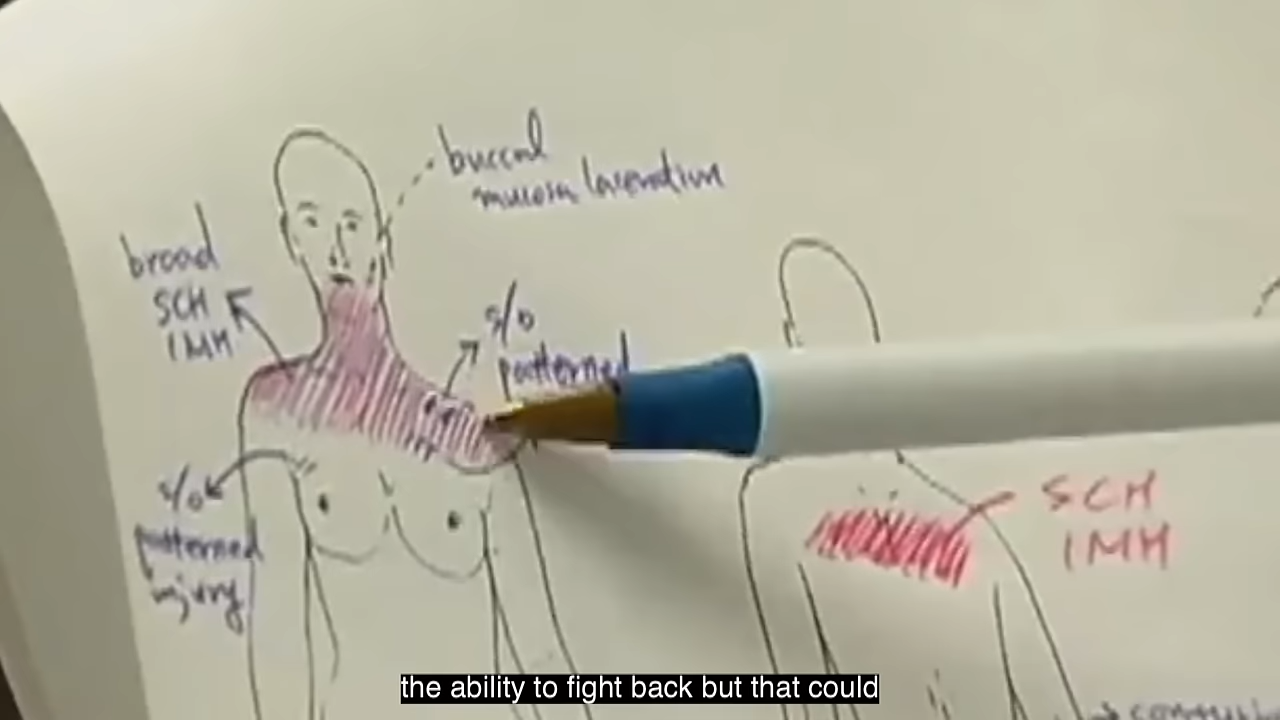 buccal
mucosa laceration
broad
SCH
IMH
s/o
patterned
s/o
patterned
injury
SCH
IMH
the ability to fight back but that could